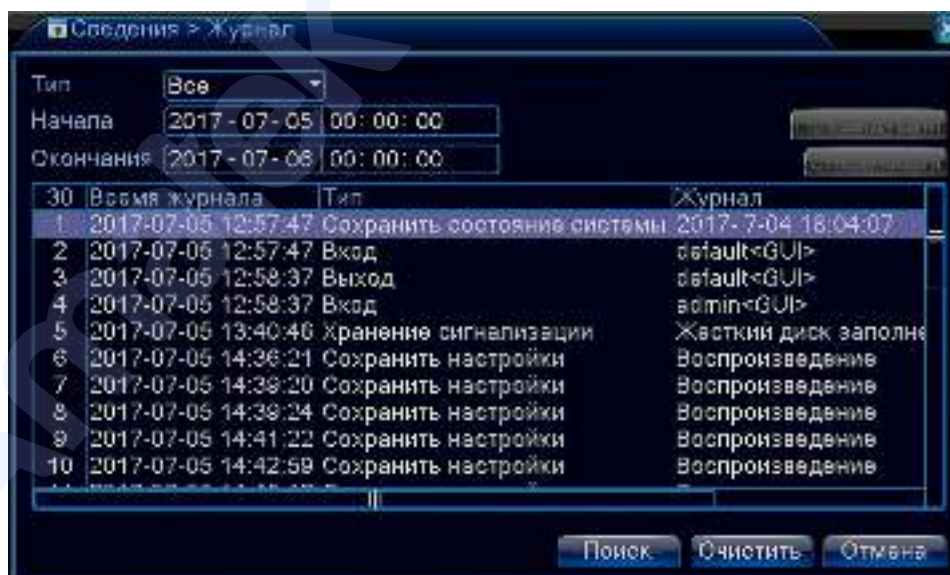 Сведения > Журнал
Тип Все
Начала 2017-07-05 00:00:00
Окончания 2017-07-06 00:00:00
30 Время журнала Тип Журнал
1 2017-07-05 12:57:47 Сохранить состояние системы 2017-7-04 18:04:07
2 2017-07-05 12:57:47 Вход default<GUI>
3 2017-07-05 12:58:37 Выход default<GUI>
4 2017-07-05 12:58:37 Вход admin<GUI>
5 2017-07-05 13:40:46 Хранение сигнализации Жесткий диск заполне
6 2017-07-05 14:36:21 Сохранить настройки Воспроизведение
7 2017-07-05 14:39:20 Сохранить настройки Воспроизведение
8 2017-07-05 14:39:24 Сохранить настройки Воспроизведение
9 2017-07-05 14:41:22 Сохранить настройки Воспроизведение
10 2017-07-05 14:42:59 Сохранить настройки Воспроизведение
Поиск Очистить Отмена